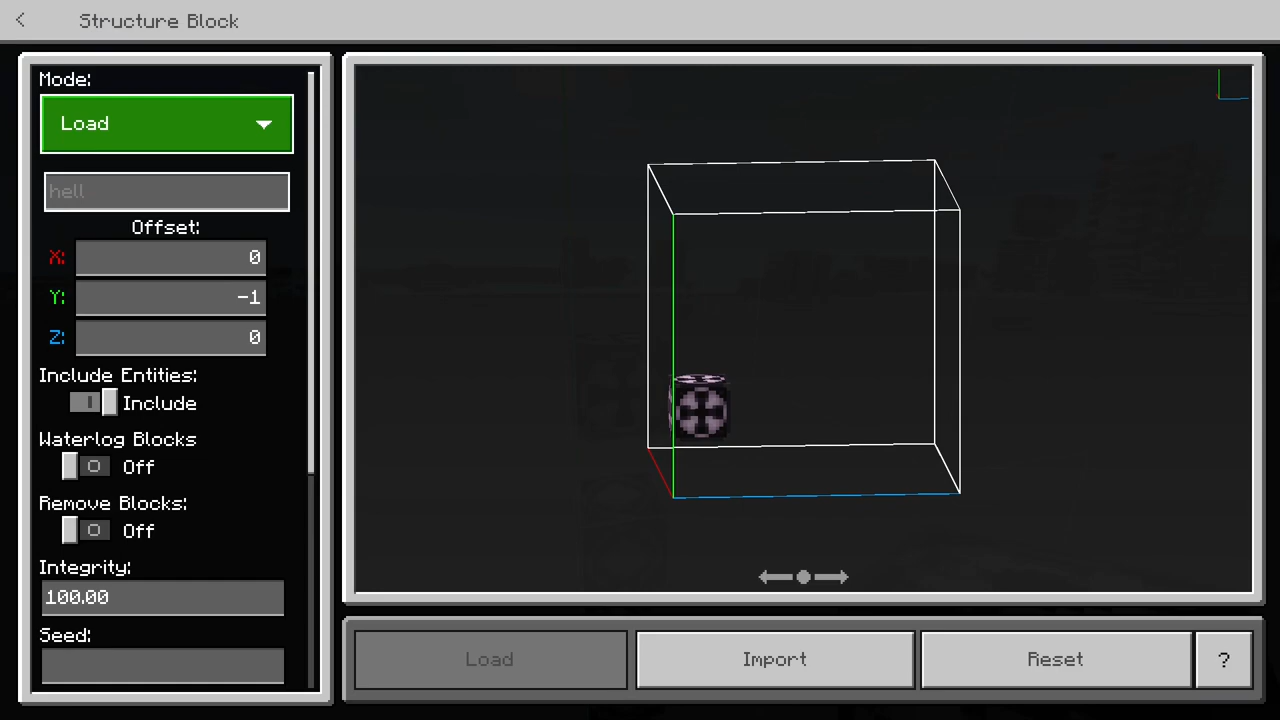 Structure Block
Mode:
Load
hell
Offset:
X: 0
Y: -1
Z: 0
Include Entities:
Include
Waterlog Blocks
Off
Remove Blocks:
Off
Integrity:
100.00
Seed:
Load Import Reset ?